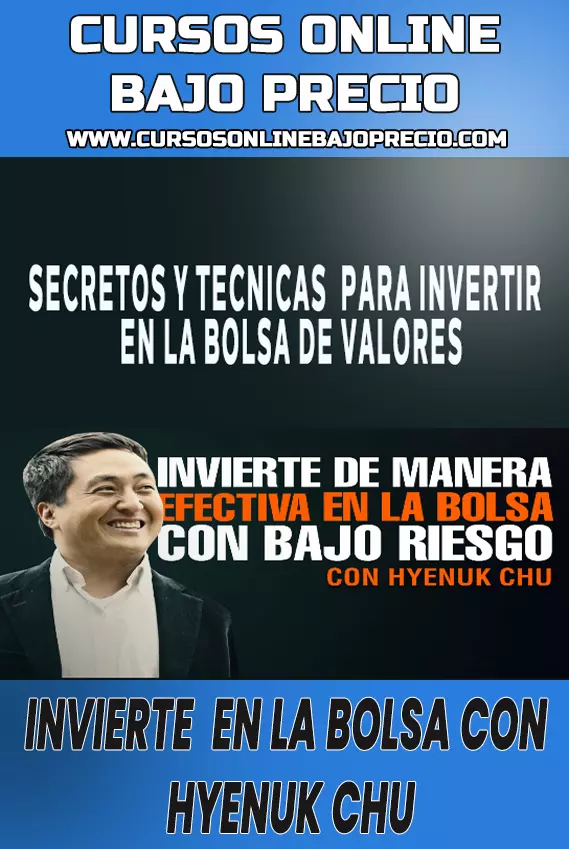 CURSOS ONLINE
BAJO PRECIO
WWW.CURSOSONLINEBAJOPRECIO.COM
SECRETOS Y TECNICAS PARA INVERTIR
EN LA BOLSA DE VALORES
INVIERTE DE MANERA
EFECTIVA EN LA BOLSA
CON BAJO RIESGO
CON HYENUK CHU
INVIERTE EN LA BOLSA CON
HYENUK CHU